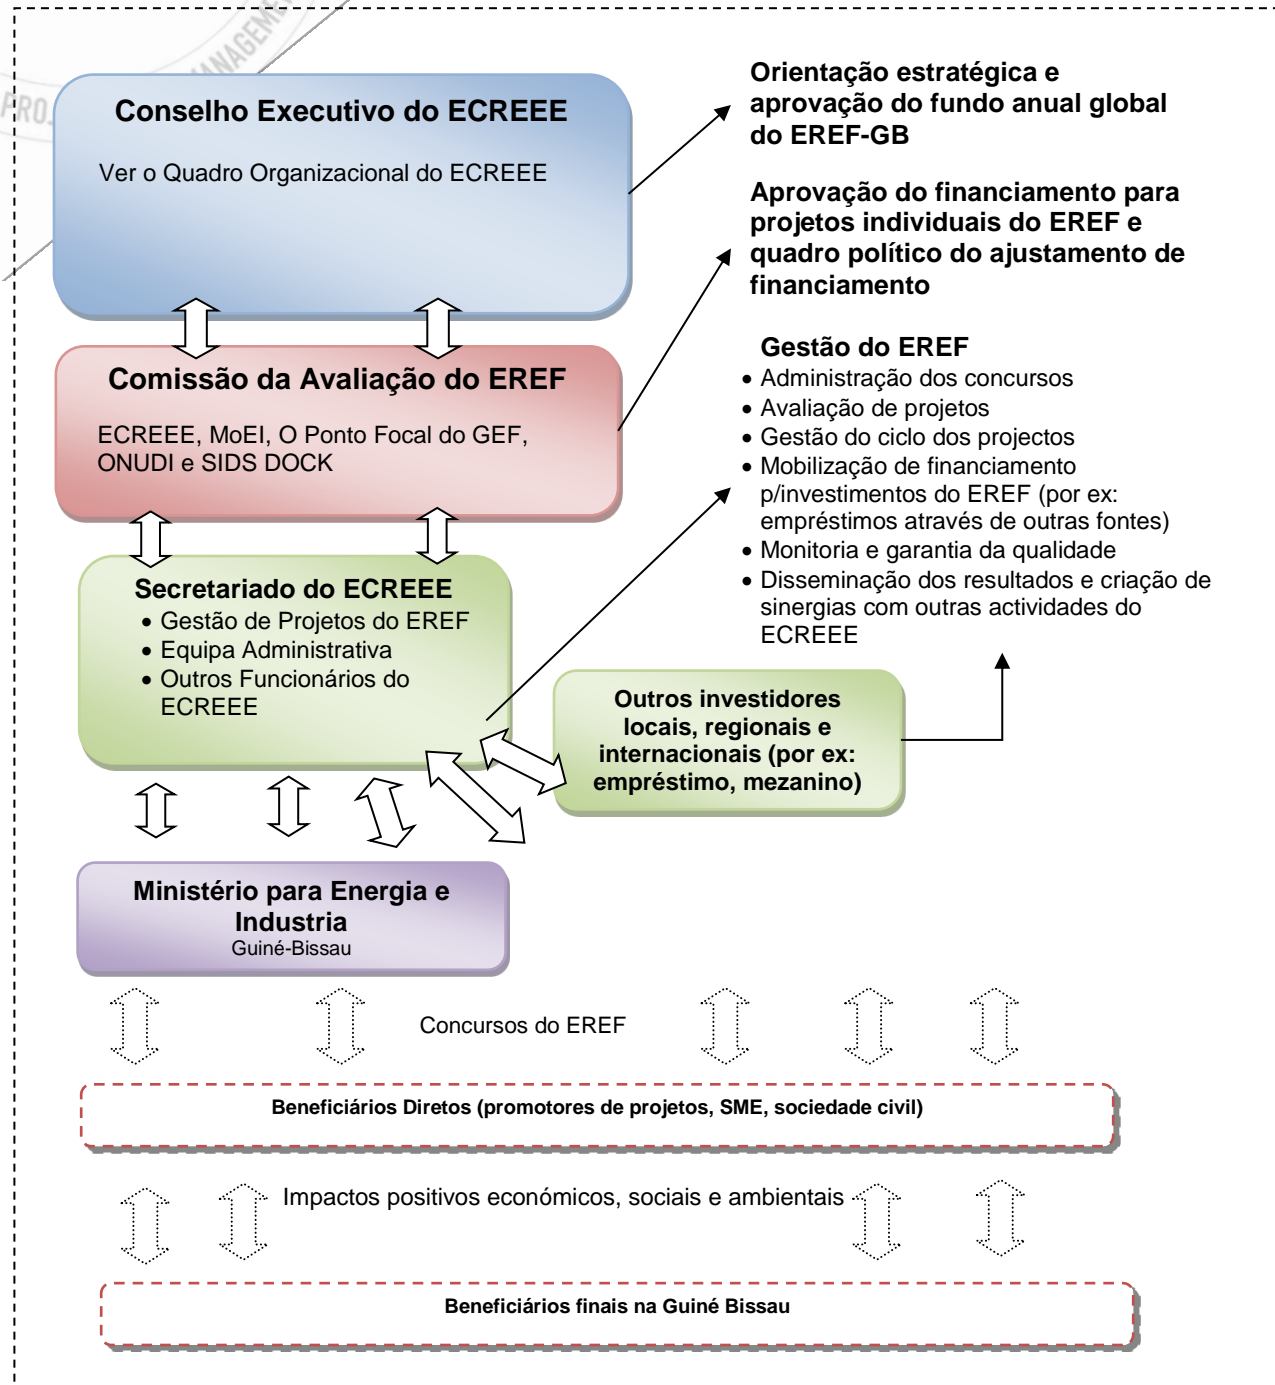 PRO
MANAGEM
Conselho Executivo do ECREEE
Ver o Quadro Organizacional do ECREEE
Orientação estratégica e
aprovação do fundo anual global
do EREF-GB
Aprovação do financiamento para
projetos individuais do EREF e
quadro político do ajustamento de
financiamento
Comissão da Avaliação do EREF
ECREEE, MoEI, O Ponto Focal do GEF,
ONUDI e SIDS DOCK
Gestão do EREF
• Administração dos concursos
• Avaliação de projetos
• Gestão do ciclo dos projectos
• Mobilização de financiamento
p/investimentos do EREF (por ex:
empréstimos através de outras fontes)
• Monitoria e garantia da qualidade
• Disseminação dos resultados e criação de
sinergias com outras actividades do
ECREEE
Secretariado do ECREEE
• Gestão de Projetos do EREF
• Equipa Administrativa
• Outros Funcionários do
ECREEE
Outros investidores
locais, regionais e
internacionais (por ex:
empréstimo, mezanino)
Ministério para Energia e
Industria
Guiné-Bissau
Concursos do EREF
Beneficiários Diretos (promotores de projetos, SME, sociedade civil)
Impactos positivos económicos, sociais e ambientais
Beneficiários finais na Guiné Bissau